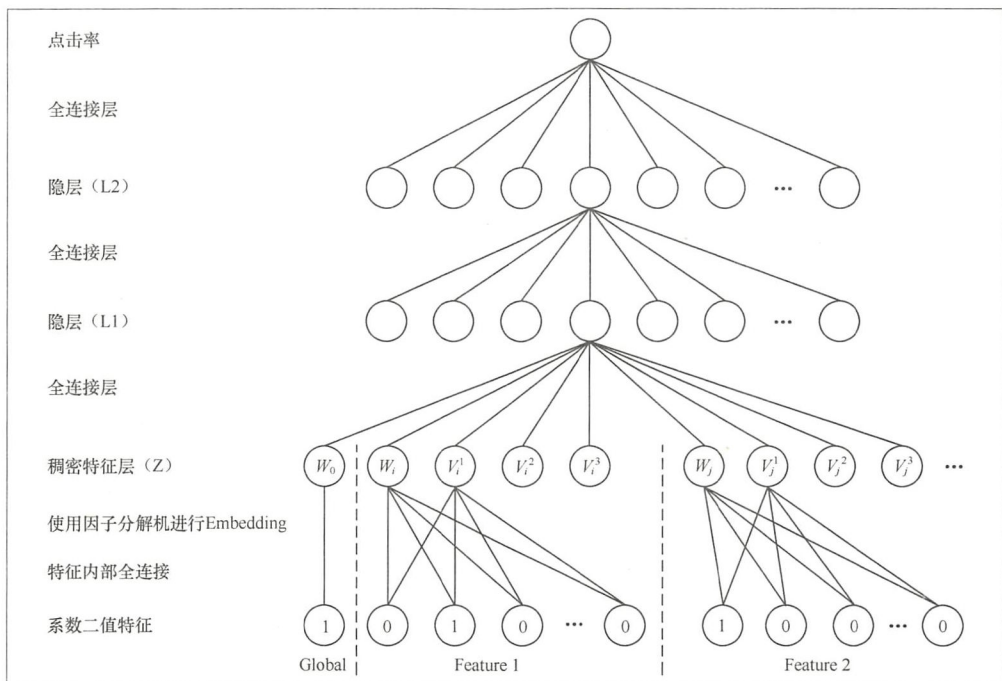 点击率
全连接层
隐层（L2）
...
全连接层
隐层（L1）
...
全连接层
稠密特征层（Z） W₀ Wᵢ Vᵢ¹ Vᵢ² Vᵢ³ Wⱼ Vⱼ¹ Vⱼ² Vⱼ³ ...
使用因子分解机进行Embedding
特征内部全连接
系数二值特征 1 0 1 0 ... 0 1 0 0 ... 0
Global Feature 1 Feature 2